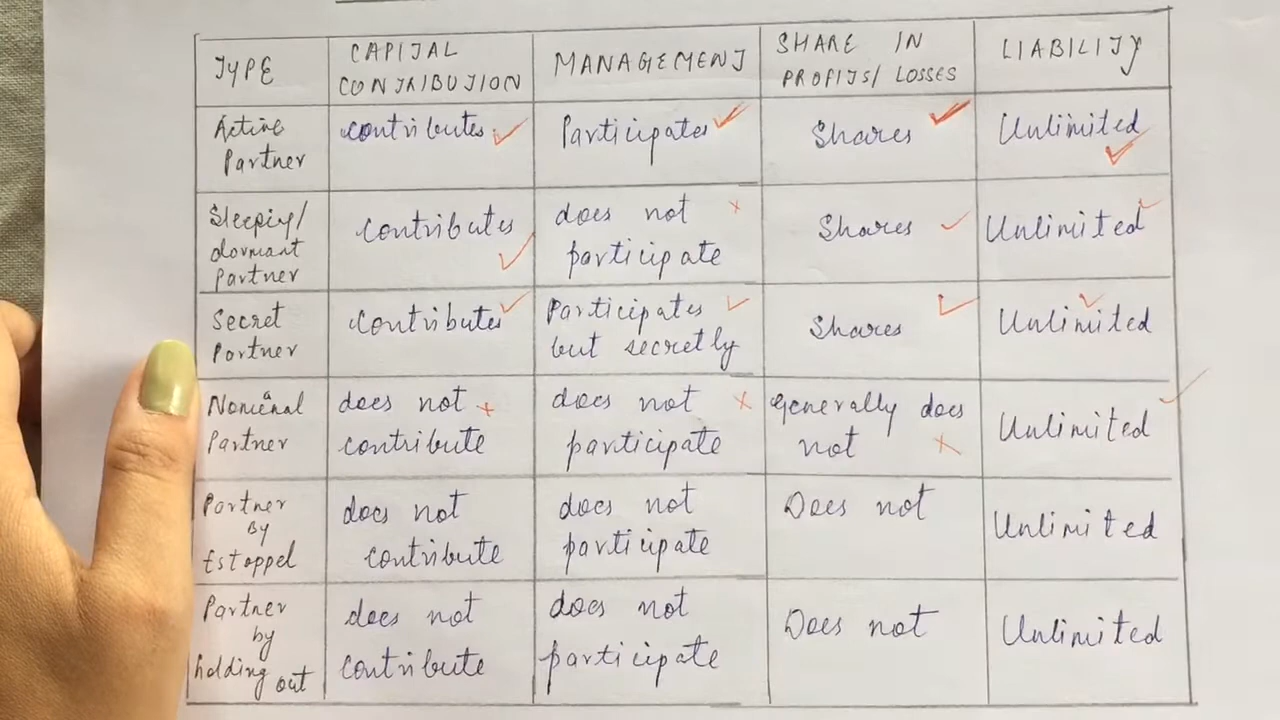 TYPE
CAPITAL CONTRIBUTION
MANAGEMENT
SHARE IN PROFITS/ LOSSES
LIABILITY
Active Partner
contributes
Participates
Shares
Unlimited
Sleeping/ dormant partner
contributes
does not participate
Shares
Unlimited
Secret Partner
contributes
Participates but secretly
Shares
Unlimited
Nominal Partner
does not contribute
does not participate
generally does not
Unlimited
Partner By Estoppel
does not contribute
does not participate
Does not
Unlimited
Partner by holding out
does not contribute
does not participate
Does not
Unlimited